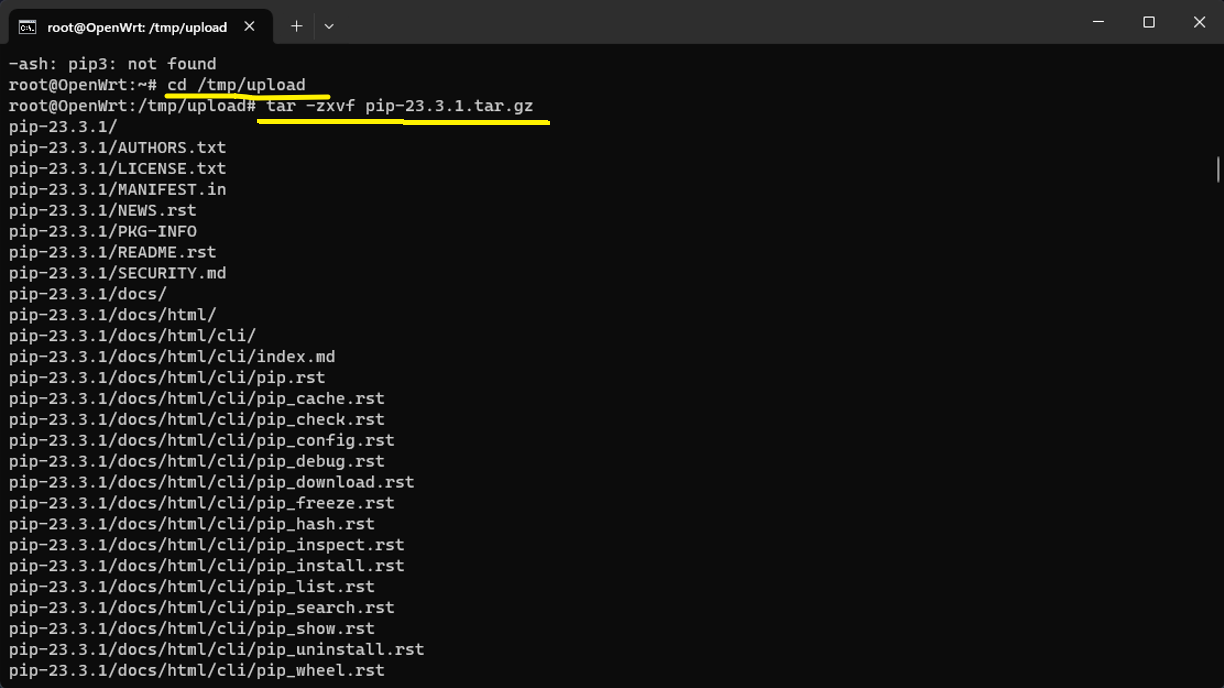 root@OpenWrt: /tmp/upload
-ash: pip3: not found
root@OpenWrt:~# cd /tmp/upload
root@OpenWrt:/tmp/upload# tar -zxvf pip-23.3.1.tar.gz
pip-23.3.1/
pip-23.3.1/AUTHORS.txt
pip-23.3.1/LICENSE.txt
pip-23.3.1/MANIFEST.in
pip-23.3.1/NEWS.rst
pip-23.3.1/PKG-INFO
pip-23.3.1/README.rst
pip-23.3.1/SECURITY.md
pip-23.3.1/docs/
pip-23.3.1/docs/html/
pip-23.3.1/docs/html/cli/
pip-23.3.1/docs/html/cli/index.md
pip-23.3.1/docs/html/cli/pip.rst
pip-23.3.1/docs/html/cli/pip_cache.rst
pip-23.3.1/docs/html/cli/pip_check.rst
pip-23.3.1/docs/html/cli/pip_config.rst
pip-23.3.1/docs/html/cli/pip_debug.rst
pip-23.3.1/docs/html/cli/pip_download.rst
pip-23.3.1/docs/html/cli/pip_freeze.rst
pip-23.3.1/docs/html/cli/pip_hash.rst
pip-23.3.1/docs/html/cli/pip_inspect.rst
pip-23.3.1/docs/html/cli/pip_install.rst
pip-23.3.1/docs/html/cli/pip_list.rst
pip-23.3.1/docs/html/cli/pip_search.rst
pip-23.3.1/docs/html/cli/pip_show.rst
pip-23.3.1/docs/html/cli/pip_uninstall.rst
pip-23.3.1/docs/html/cli/pip_wheel.rst